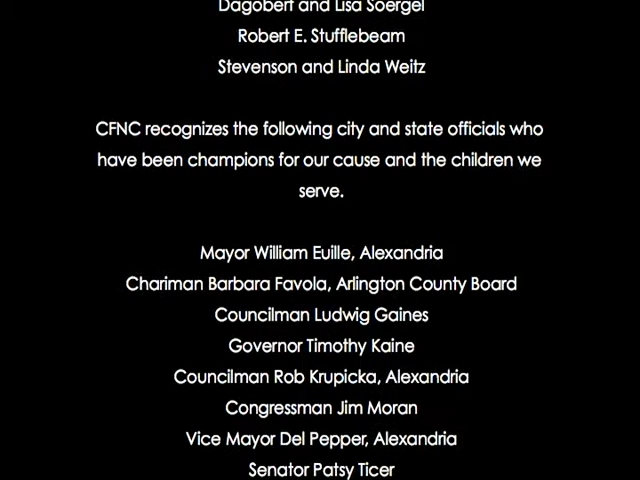 Dagobert and Lisa Soergel
Robert E. Stufflebeam
Stevenson and Linda Weitz
CFNC recognizes the following city and state officials who
have been champions for our cause and the children we
serve.
Mayor William Euille, Alexandria
Chariman Barbara Favola, Arlington County Board
Councilman Ludwig Gaines
Governor Timothy Kaine
Councilman Rob Krupicka, Alexandria
Congressman Jim Moran
Vice Mayor Del Pepper, Alexandria
Senator Patsy Ticer